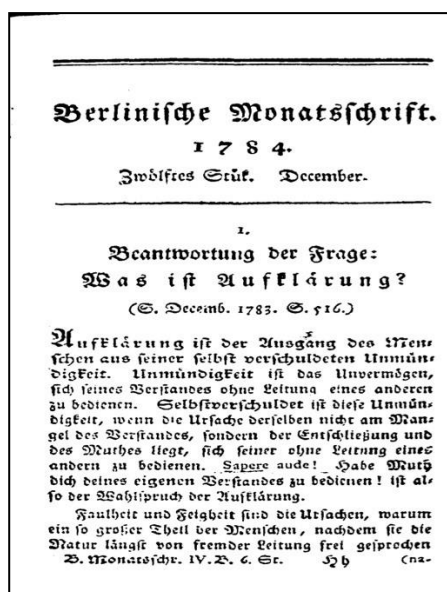 Berlinische Monatsschrift.
1784.
Zwölftes Stük. December.
1.
Beantwortung der Frage:
Was ist Aufklärung?
(S. Decemb. 1783. S. 516.)
Aufklärung ist der Ausgang des Men-
schen aus seiner selbst verschuldeten Unmün-
digkeit. Unmündigkeit ist das Unvermögen,
sich seines Verstandes ohne Leitung eines anderen
zu bedienen. Selbstverschuldet ist diese Unmün-
digkeit, wenn die Ursache derselben nicht am Man-
gel des Verstandes, sondern der Entschließung und
des Muthes liegt, sich seiner ohne Leitung eines
andern zu bedienen. Sapere aude! Habe Muth
dich deines eigenen Verstandes zu bedienen! ist al-
so der Wahlspruch der Aufklärung.
Faulheit und Feigheit sind die Ursachen, warum
ein so großer Theil der Menschen, nachdem sie die
Natur längst von fremder Leitung frei gesprochen
B. Monatsschr. IV. B. 6. St. Hh (na-